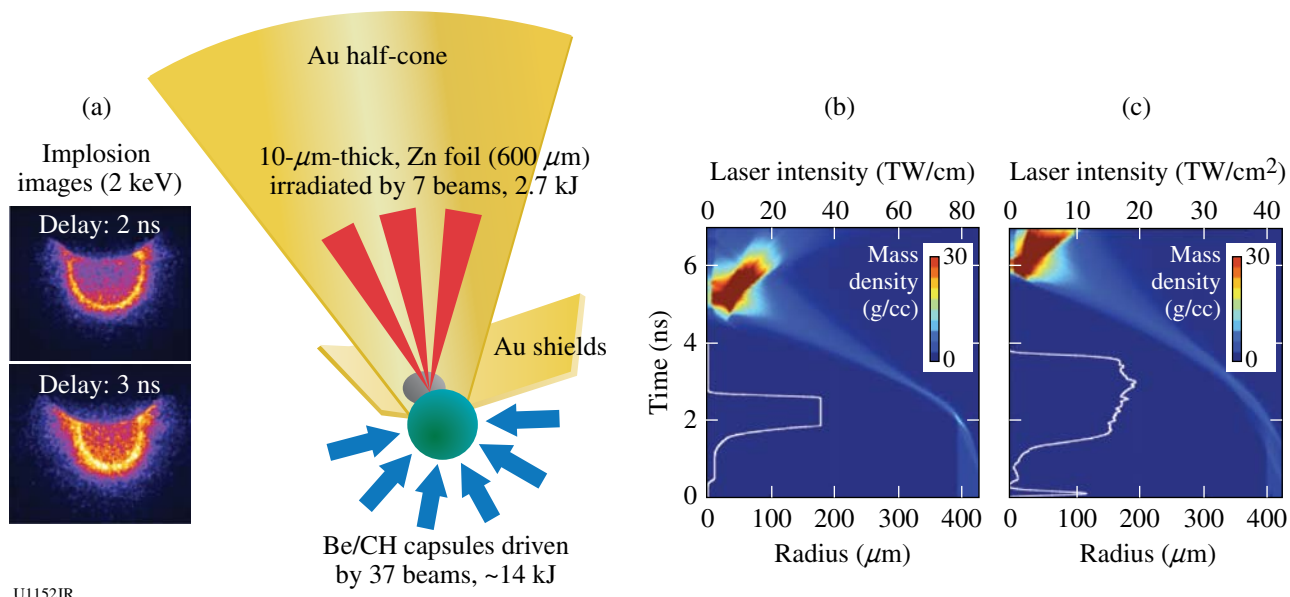 Au half-cone
(a)
Implosion
images (2 keV)
Delay: 2 ns
Delay: 3 ns
10-μm-thick, Zn foil (600 μm)
irradiated by 7 beams, 2.7 kJ
Au shields
Be/CH capsules driven
by 37 beams, ~14 kJ
(b)
Laser intensity (TW/cm)
0 20 40 60 80
Mass
density
(g/cc)
30
0
Time (ns)
6
4
2
0
0 100 200 300 400
Radius (μm)
(c)
Laser intensity (TW/cm²)
0 10 20 30 40
Mass
density
(g/cc)
30
0
0 100 200 300 400
Radius (μm)
U1152JR